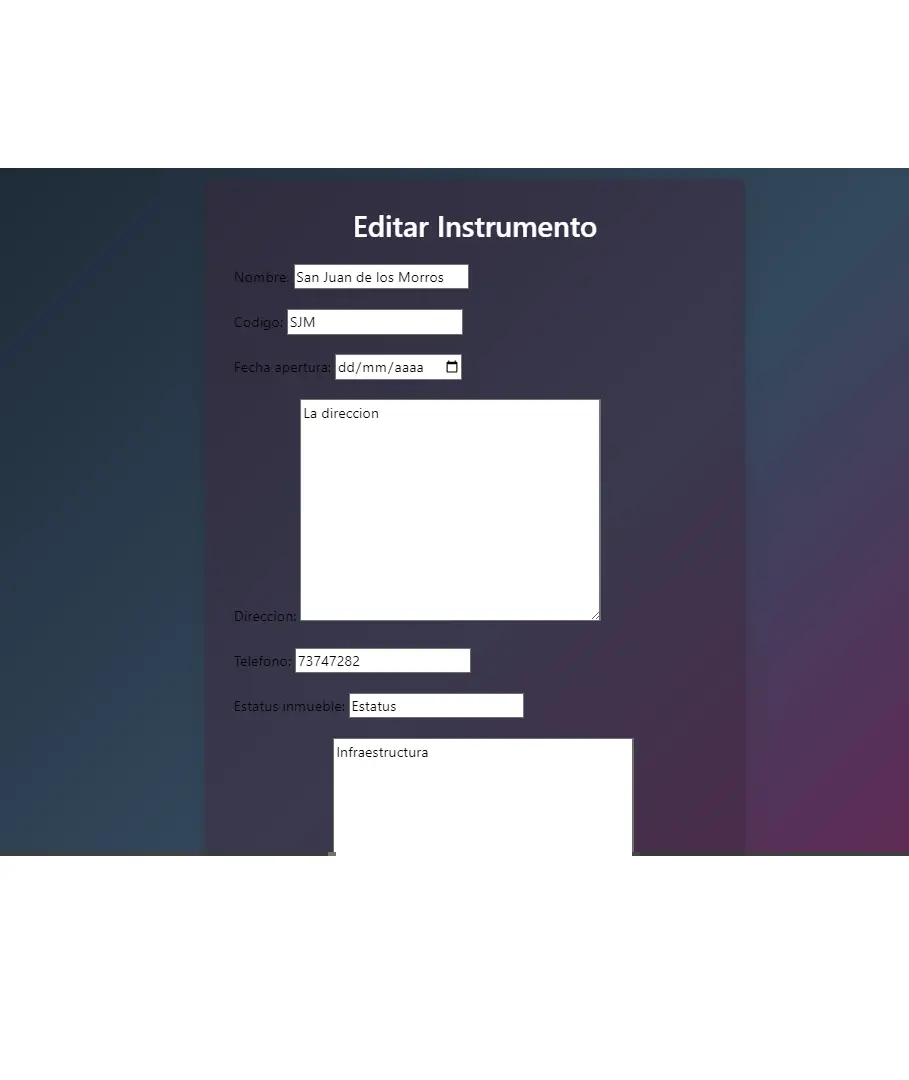 Editar Instrumento
Nombre: San Juan de los Morros
Codigo: SJM
Fecha apertura: dd/mm/aaaa
La direccion
Direccion:
Telefono: 73747282
Estatus inmueble: Estatus
Infraestructura